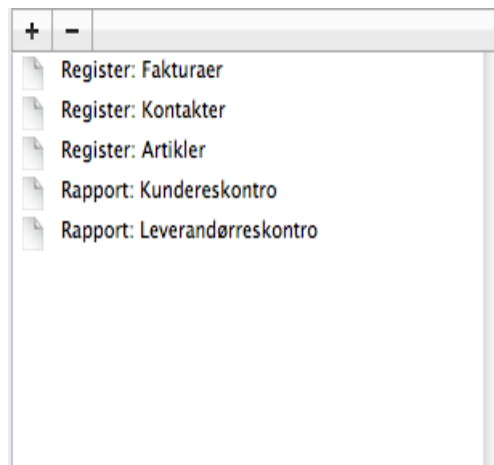 + −
Register: Fakturaer
Register: Kontakter
Register: Artikler
Rapport: Kundereskontro
Rapport: Leverandørreskontro